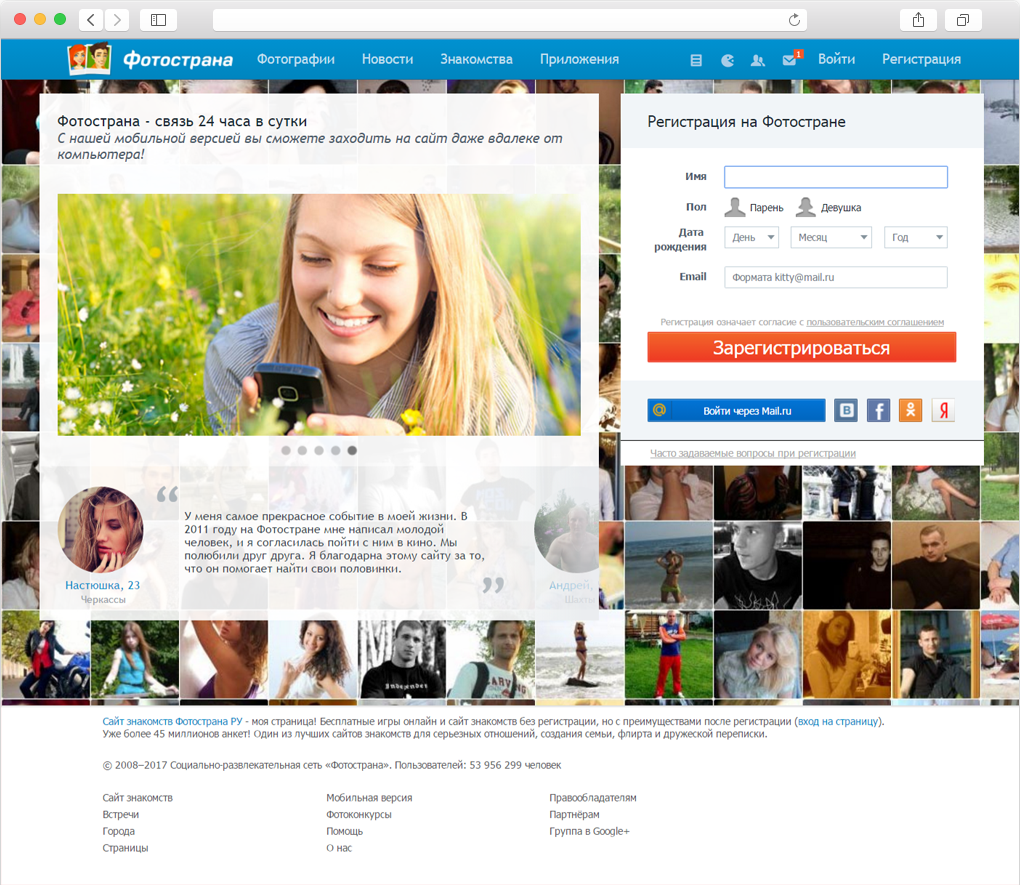 Фотострана
Фотографии
Новости
Знакомства
Приложения
1
Войти
Регистрация
Фотострана - связь 24 часа в сутки
С нашей мобильной версией вы сможете заходить на сайт даже вдалеке от
компьютера!
Регистрация на Фотостране
Имя
Пол
Парень
Девушка
Дата
рождения
День
Месяц
Год
Email
Формата kitty@mail.ru
Регистрация означает согласие с пользовательским соглашением
Зарегистрироваться
@ Войти через Mail.ru
В
f
Я
Часто задаваемые вопросы при регистрации
“
У меня самое прекрасное событие в моей жизни. В
2011 году на Фотостране мне написал молодой
человек, и я согласилась пойти с ним в кино. Мы
полюбили друг друга. Я благодарна этому сайту за то,
что он помогает найти свои половинки.
”
Настюшка, 23
Черкассы
Андрей,
Шахты
Independer
Сайт знакомств Фотострана РУ - моя страница! Бесплатные игры онлайн и сайт знакомств без регистрации, но с преимуществами после регистрации (вход на страницу).
Уже более 45 миллионов анкет! Один из лучших сайтов знакомств для серьезных отношений, создания семьи, флирта и дружеской переписки.
© 2008–2017 Социально-развлекательная сеть «Фотострана». Пользователей: 53 956 299 человек
Сайт знакомств
Мобильная версия
Правообладателям
Встречи
Фотоконкурсы
Партнёрам
Города
Помощь
Группа в Google+
Страницы
О нас